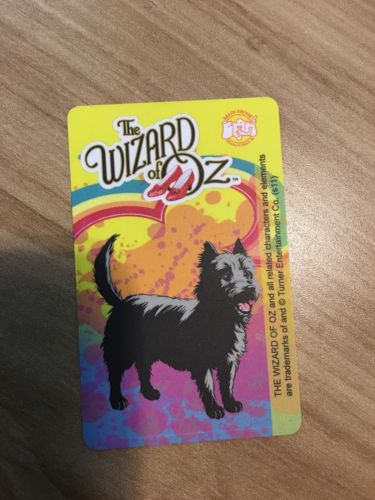 The
WIZARD
of OZ™
THE WIZARD OF OZ and all related characters and elements
are trademarks of and © Turner Entertainment Co. (s11)